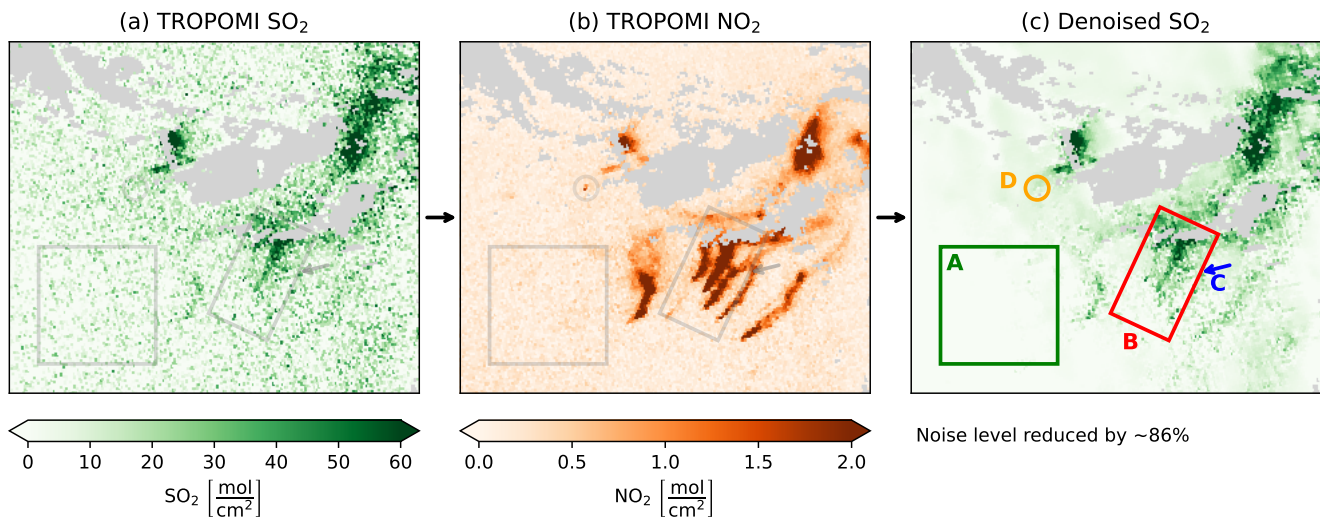 (a) TROPOMI SO₂
(b) TROPOMI NO₂
(c) Denoised SO₂
A
B
C
D
0 10 20 30 40 50 60
SO₂ [mol/cm²]
0.0 0.5 1.0 1.5 2.0
NO₂ [mol/cm²]
Noise level reduced by ~86%